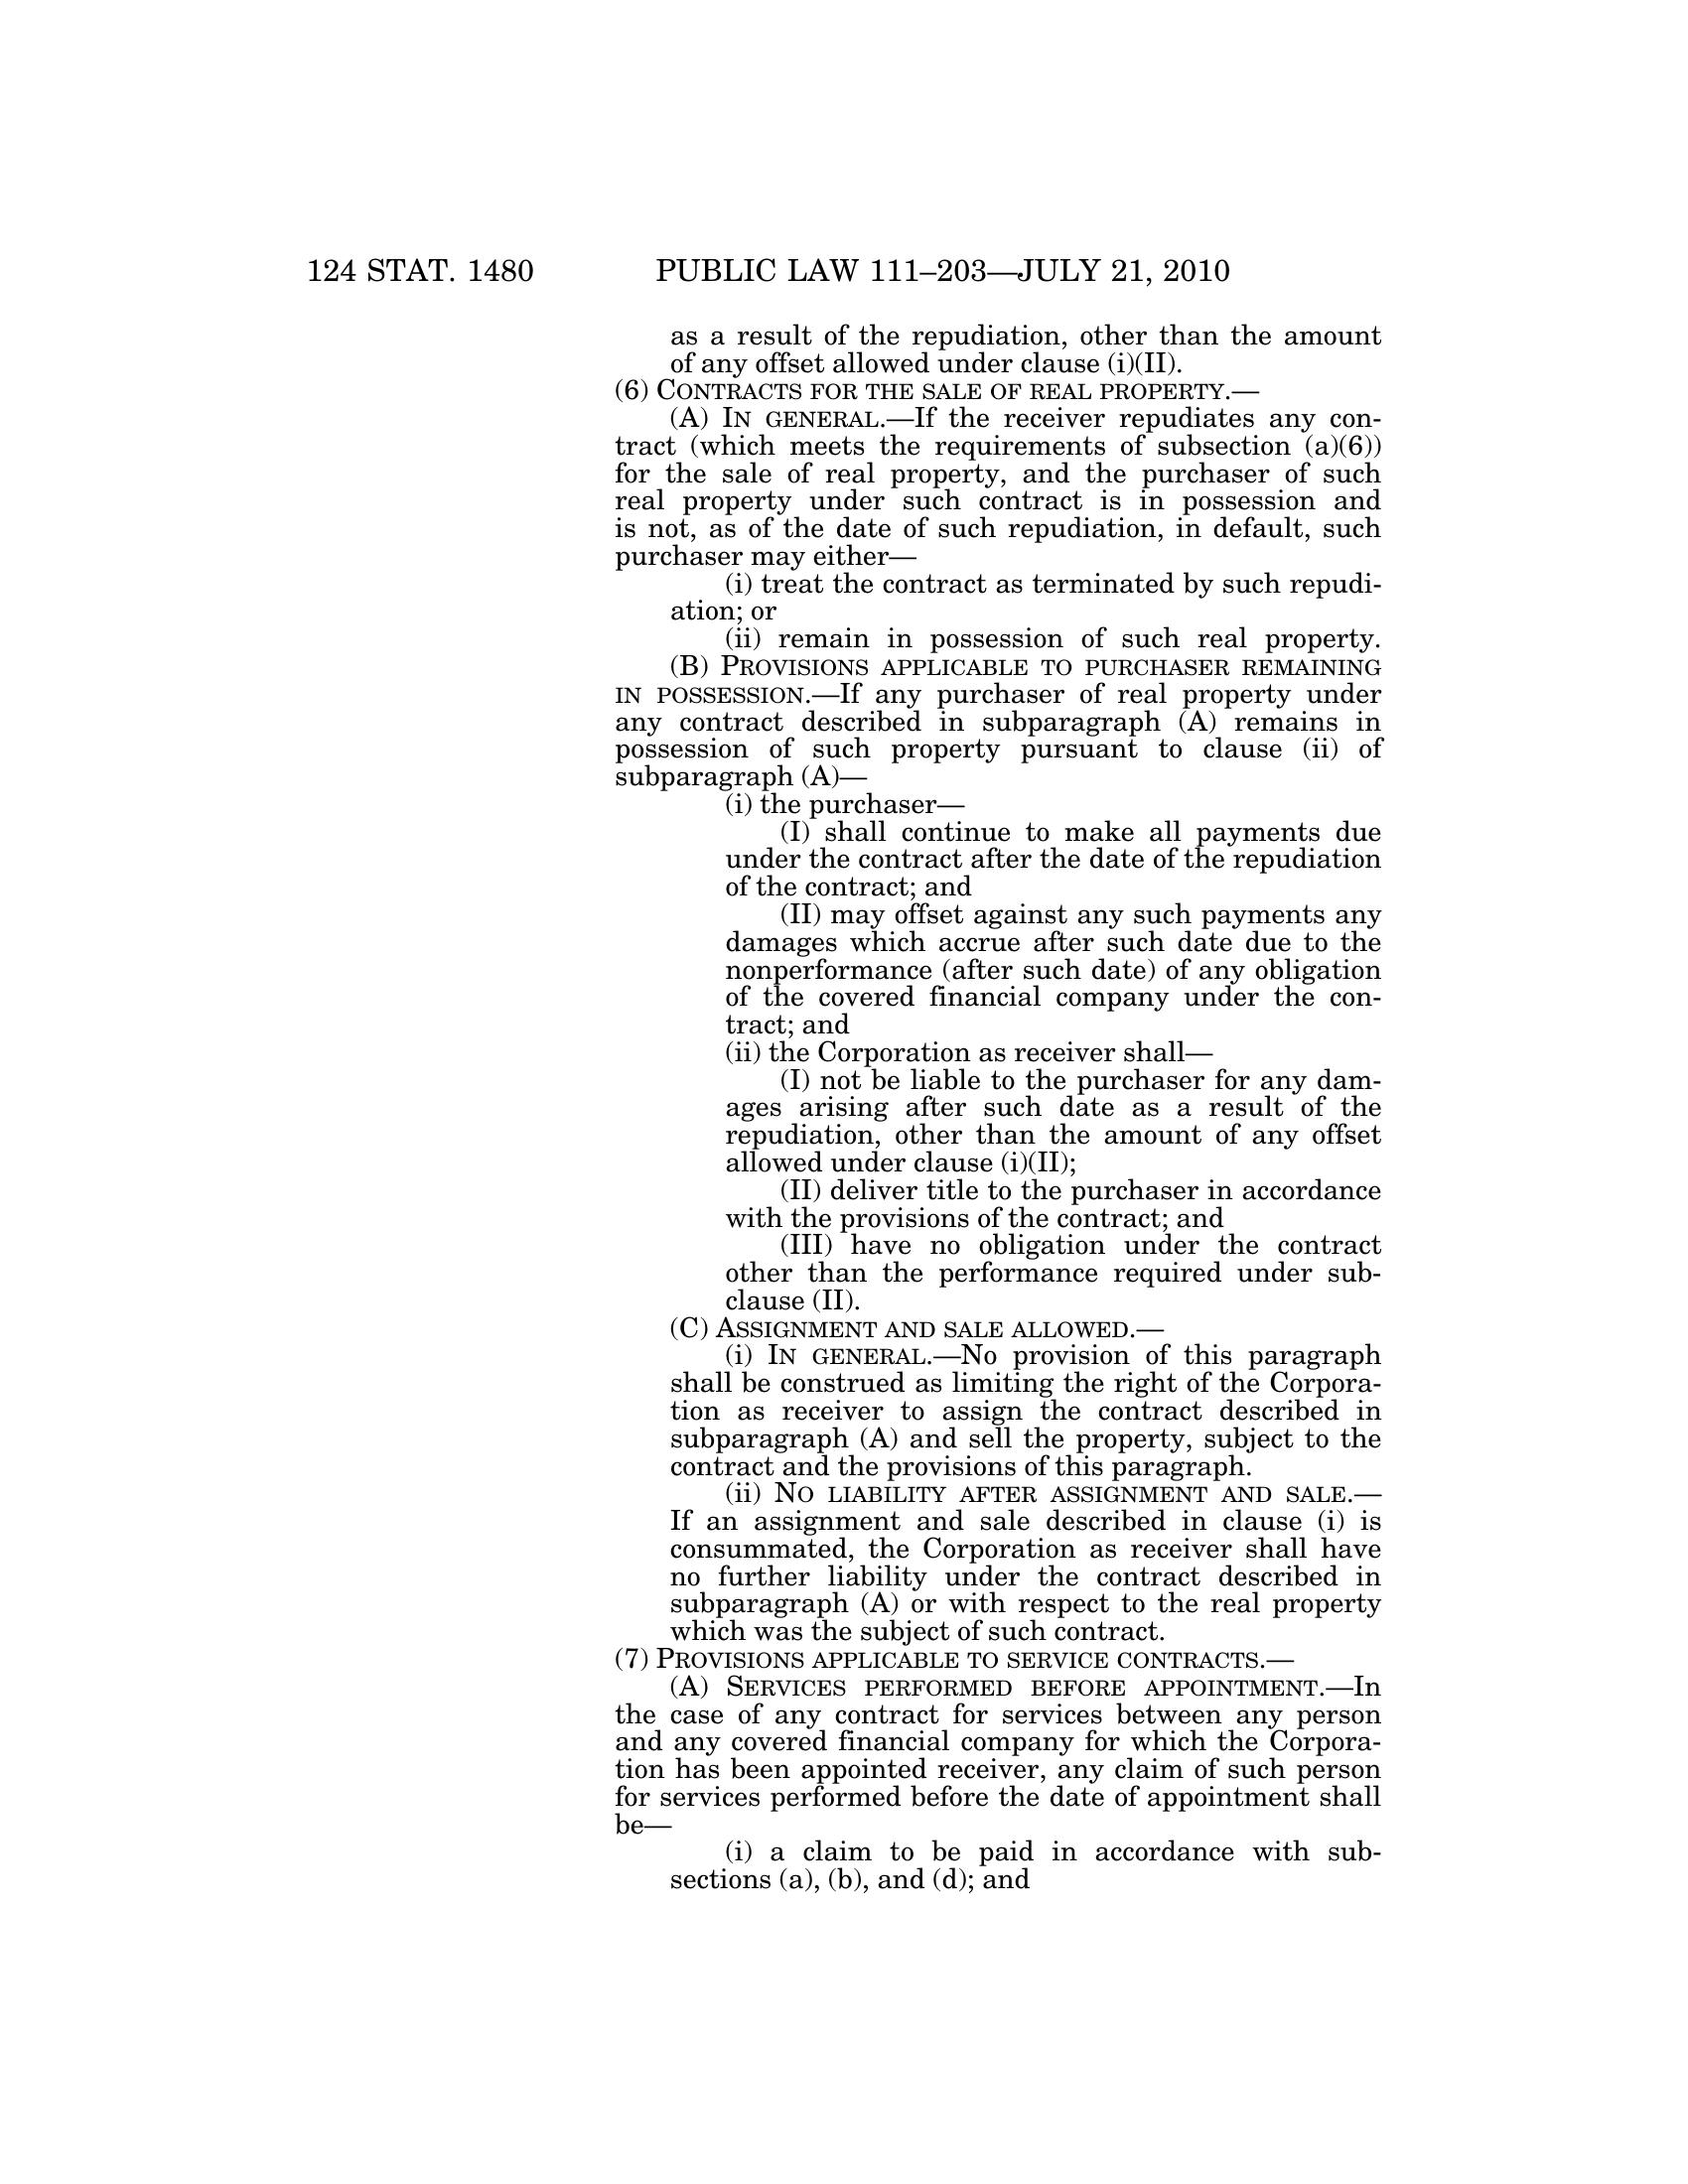 124 STAT. 1480 PUBLIC LAW 111–203—JULY 21, 2010
as a result of the repudiation, other than the amount
of any offset allowed under clause (i)(II).
(6) CONTRACTS FOR THE SALE OF REAL PROPERTY.—
(A) IN GENERAL.—If the receiver repudiates any con-
tract (which meets the requirements of subsection (a)(6))
for the sale of real property, and the purchaser of such
real property under such contract is in possession and
is not, as of the date of such repudiation, in default, such
purchaser may either—
(i) treat the contract as terminated by such repudi-
ation; or
(ii) remain in possession of such real property.
(B) PROVISIONS APPLICABLE TO PURCHASER REMAINING
IN POSSESSION.—If any purchaser of real property under
any contract described in subparagraph (A) remains in
possession of such property pursuant to clause (ii) of
subparagraph (A)—
(i) the purchaser—
(I) shall continue to make all payments due
under the contract after the date of the repudiation
of the contract; and
(II) may offset against any such payments any
damages which accrue after such date due to the
nonperformance (after such date) of any obligation
of the covered financial company under the con-
tract; and
(ii) the Corporation as receiver shall—
(I) not be liable to the purchaser for any dam-
ages arising after such date as a result of the
repudiation, other than the amount of any offset
allowed under clause (i)(II);
(II) deliver title to the purchaser in accordance
with the provisions of the contract; and
(III) have no obligation under the contract
other than the performance required under sub-
clause (II).
(C) ASSIGNMENT AND SALE ALLOWED.—
(i) IN GENERAL.—No provision of this paragraph
shall be construed as limiting the right of the Corpora-
tion as receiver to assign the contract described in
subparagraph (A) and sell the property, subject to the
contract and the provisions of this paragraph.
(ii) NO LIABILITY AFTER ASSIGNMENT AND SALE.—
If an assignment and sale described in clause (i) is
consummated, the Corporation as receiver shall have
no further liability under the contract described in
subparagraph (A) or with respect to the real property
which was the subject of such contract.
(7) PROVISIONS APPLICABLE TO SERVICE CONTRACTS.—
(A) SERVICES PERFORMED BEFORE APPOINTMENT.—In
the case of any contract for services between any person
and any covered financial company for which the Corpora-
tion has been appointed receiver, any claim of such person
for services performed before the date of appointment shall
be—
(i) a claim to be paid in accordance with sub-
sections (a), (b), and (d); and